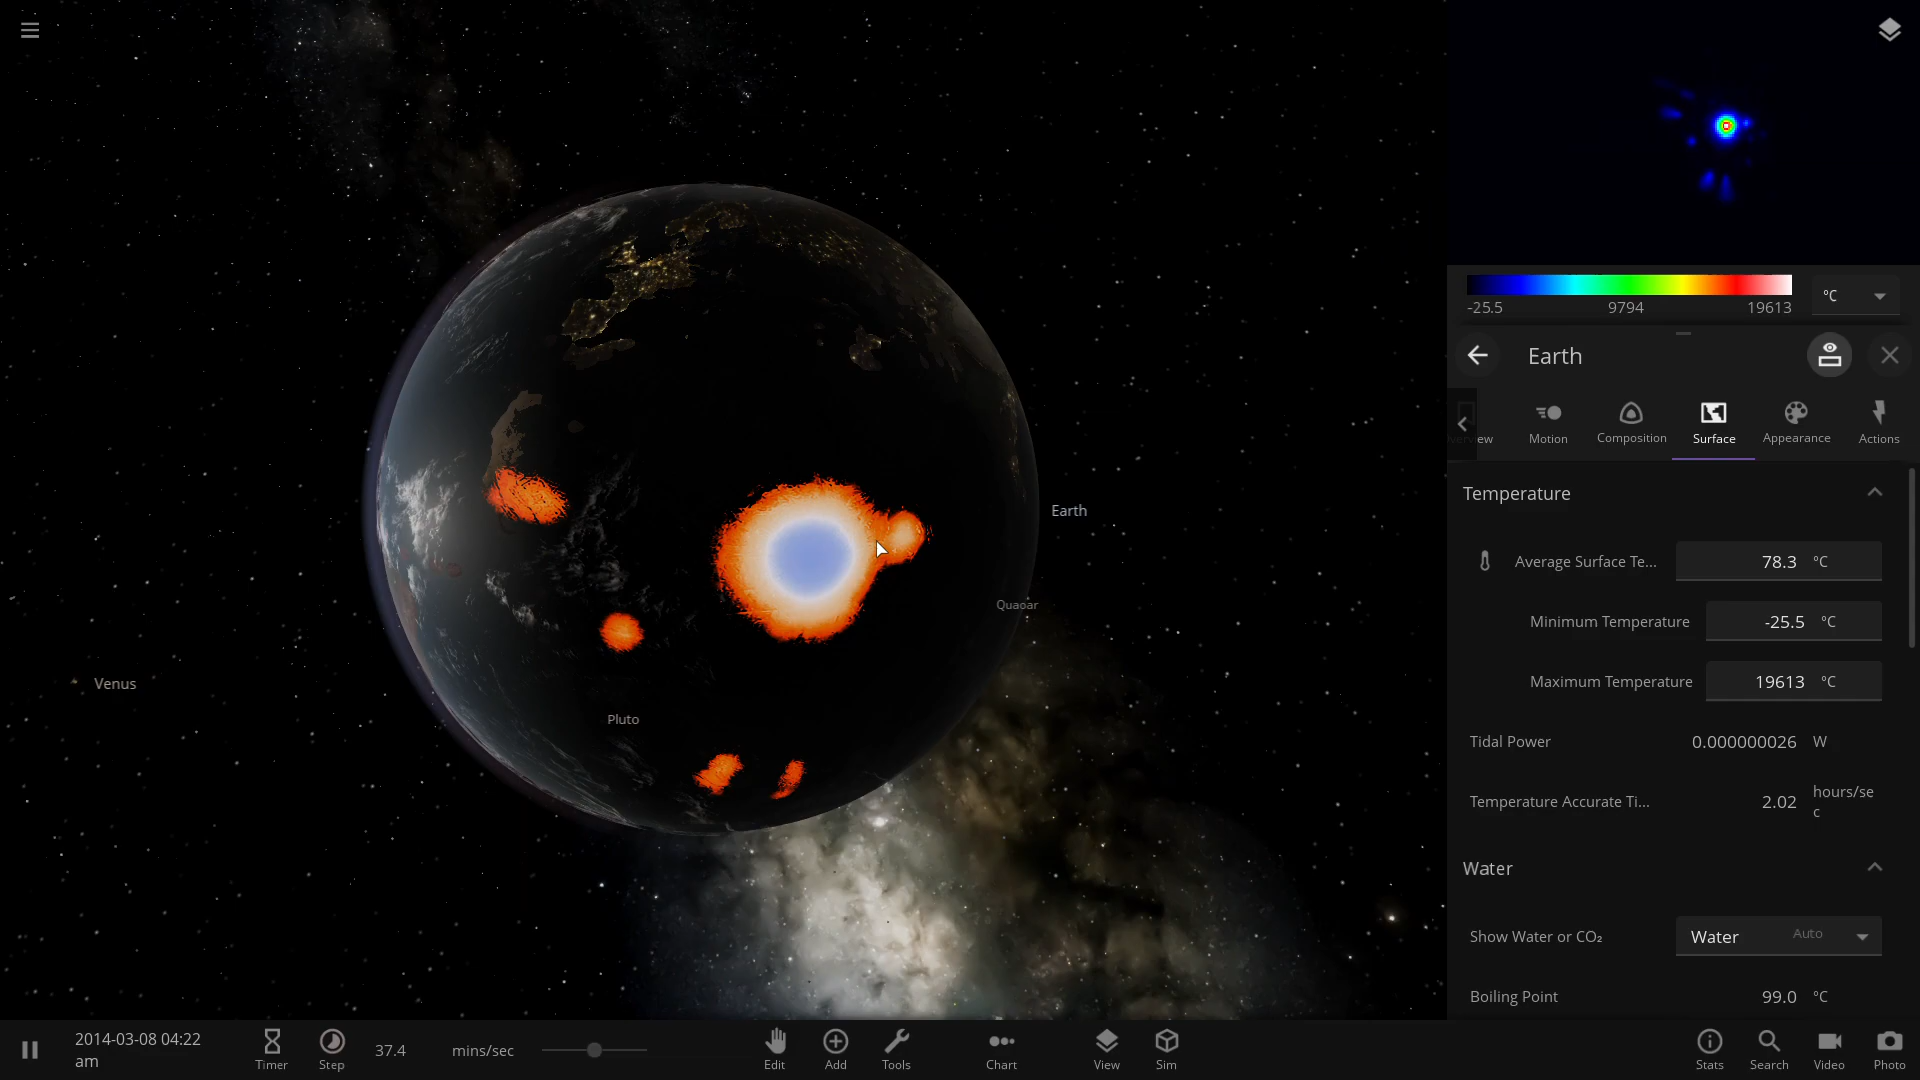 -25.5
9794
19613
°C
Earth
erview
Motion
Composition
Surface
Appearance
Actions
Temperature
Average Surface Te...
78.3 °C
Minimum Temperature
-25.5 °C
Maximum Temperature
19613 °C
Tidal Power
0.000000026 W
Temperature Accurate Ti...
2.02 hours/se
c
Water
Show Water or CO₂
Water Auto
Boiling Point
99.0 °C
Earth
Quaoar
Venus
Pluto
2014-03-08 04:22
am
Timer
Step
37.4 mins/sec
Edit
Add
Tools
Chart
View
Sim
Stats
Search
Video
Photo